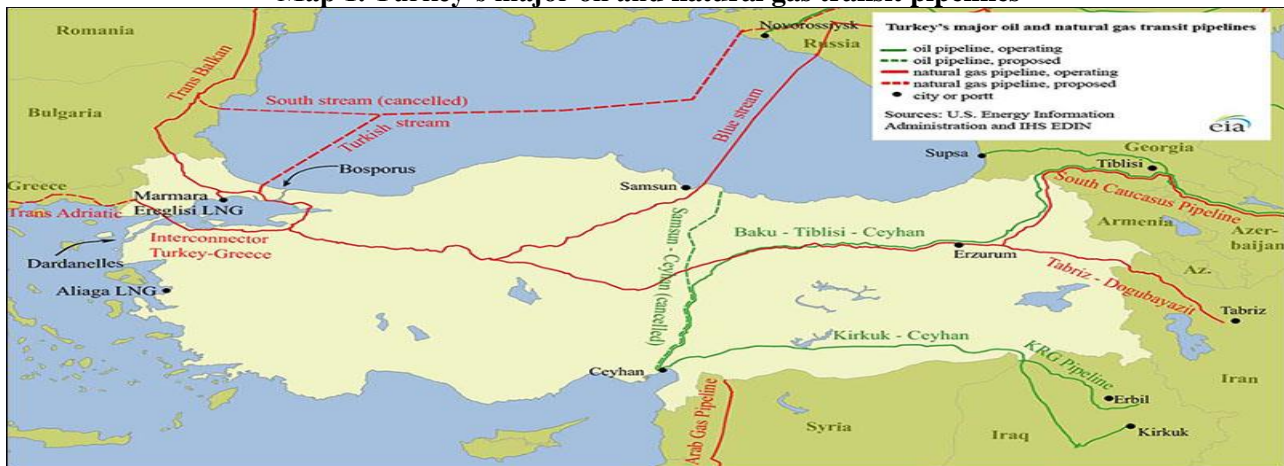 Map 1: Turkey's major oil and natural gas transit pipelines
Romania
Novorossiysk
Russia
Turkey's major oil and natural gas transit pipelines
oil pipeline, operating
oil pipeline, proposed
natural gas pipeline, operating
natural gas pipeline, proposed
city or portt
Sources: U.S. Energy Information
Administration and IHS EDIN
eia
Trans Balkan
South stream (cancelled)
Turkish stream
Blue stream
Bulgaria
Bosporus
Supsa
Georgia
Tiblisi
Greece
Marmara
Ereglisi LNG
Samsun
South Caucasus Pipeline
Trans Adriatic
Armenia
Azer-
baijan
Interconnector
Turkey-Greece
Samsun - Ceyhan (cancelled)
Baku - Tiblisi - Ceyhan
Erzurum
Dardanelles
Az.
Aliaga LNG
Tabriz - Dogubayazit
Tabriz
Kirkuk - Ceyhan
KRG Pipeline
Ceyhan
Iran
Arab Gas Pipeline
Erbil
Syria
Iraq
Kirkuk